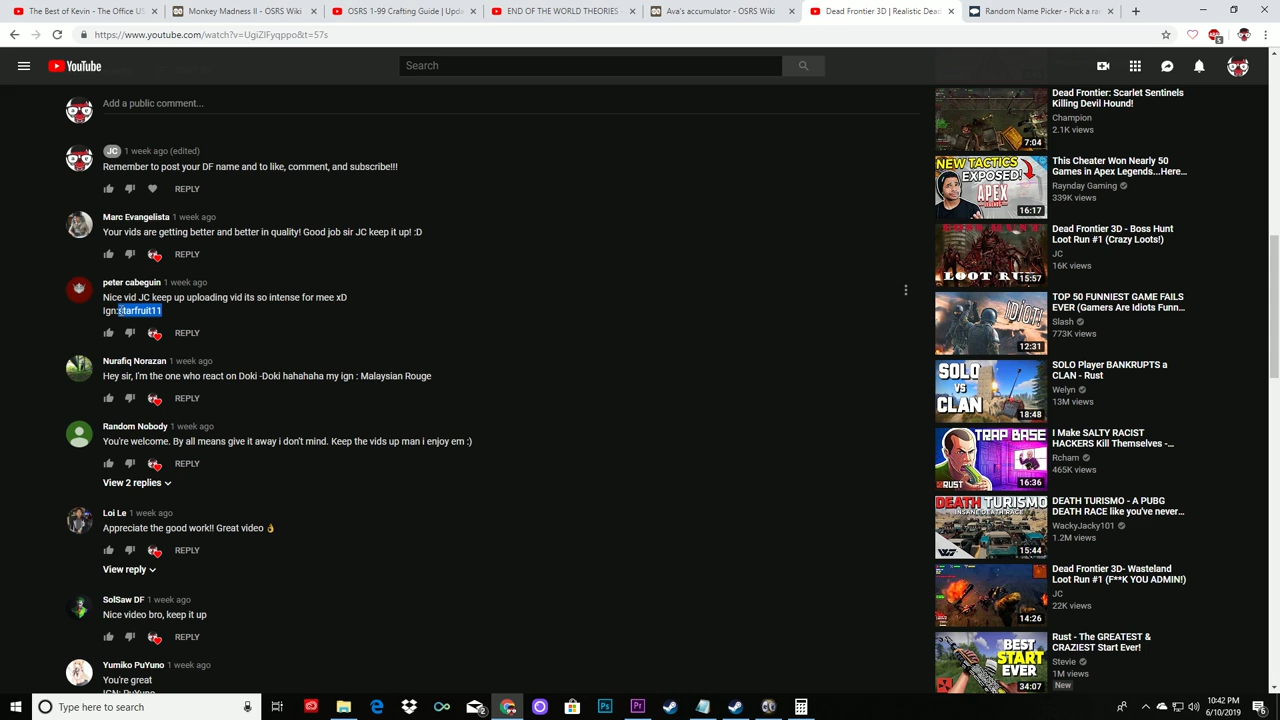 The Best of Kevin - The Office US
Monkey Madness II - OSRS Wiki
OSRS 1-99 Crafting Guide | Upda
END OF THE WORLD THEORIES -
Ava's accumulator - OSRS Wiki
Dead Frontier 3D | Realistic Dead
Random Name Picker - Pick a ran
https://www.youtube.com/watch?v=UgiZlFyqppo&t=57s
YouTube
Search
Add a public comment...
JC 1 week ago (edited)
Remember to post your DF name and to like, comment, and subscribe!!!
REPLY
Marc Evangelista 1 week ago
Your vids are getting better and better in quality! Good job sir JC keep it up! :D
REPLY
peter cabeguin 1 week ago
Nice vid JC keep up uploading vid its so intense for mee xD
Ign:starfruit11
REPLY
Nurafiq Norazan 1 week ago
Hey sir, I'm the one who react on Doki -Doki hahahaha my ign : Malaysian Rouge
REPLY
Random Nobody 1 week ago
You're welcome. By all means give it away i don't mind. Keep the vids up man i enjoy em :)
REPLY
View 2 replies
Loi Le 1 week ago
Appreciate the good work!! Great video
REPLY
View reply
SolSaw DF 1 week ago
Nice video bro, keep it up
REPLY
Yumiko PuYuno 1 week ago
You're great
IGN: PuYuno
Dead Frontier: Scarlet Sentinels
Killing Devil Hound!
Champion
2.1K views
7:04
NEW TACTICS
EXPOSED!
APEX
16:17
This Cheater Won Nearly 50
Games in Apex Legends...Here...
Raynday Gaming
339K views
LOOT RUN
15:57
Dead Frontier 3D - Boss Hunt
Loot Run #1 (Crazy Loots!)
JC
16K views
IDIOT!
12:31
TOP 50 FUNNIEST GAME FAILS
EVER (Gamers Are Idiots Funn...
Slash
773K views
SOLO
VS
CLAN
18:48
SOLO Player BANKRUPTS a
CLAN - Rust
Welyn
13M views
TRAP BASE
RUST
16:36
I Make SALTY RACIST
HACKERS Kill Themselves -...
Rcham
465K views
DEATH TURISMO
INSANE DEATH RACE
15:44
DEATH TURISMO - A PUBG
DEATH RACE like you've never...
WackyJacky101
1.2M views
14:26
Dead Frontier 3D- Wasteland
Loot Run #1 (F**K YOU ADMIN!)
JC
22K views
BEST
START
EVER
34:07
Rust - The GREATEST &
CRAZIEST Start Ever!
Stevie
1M views
New
Type here to search
10:42 PM
6/10/2019